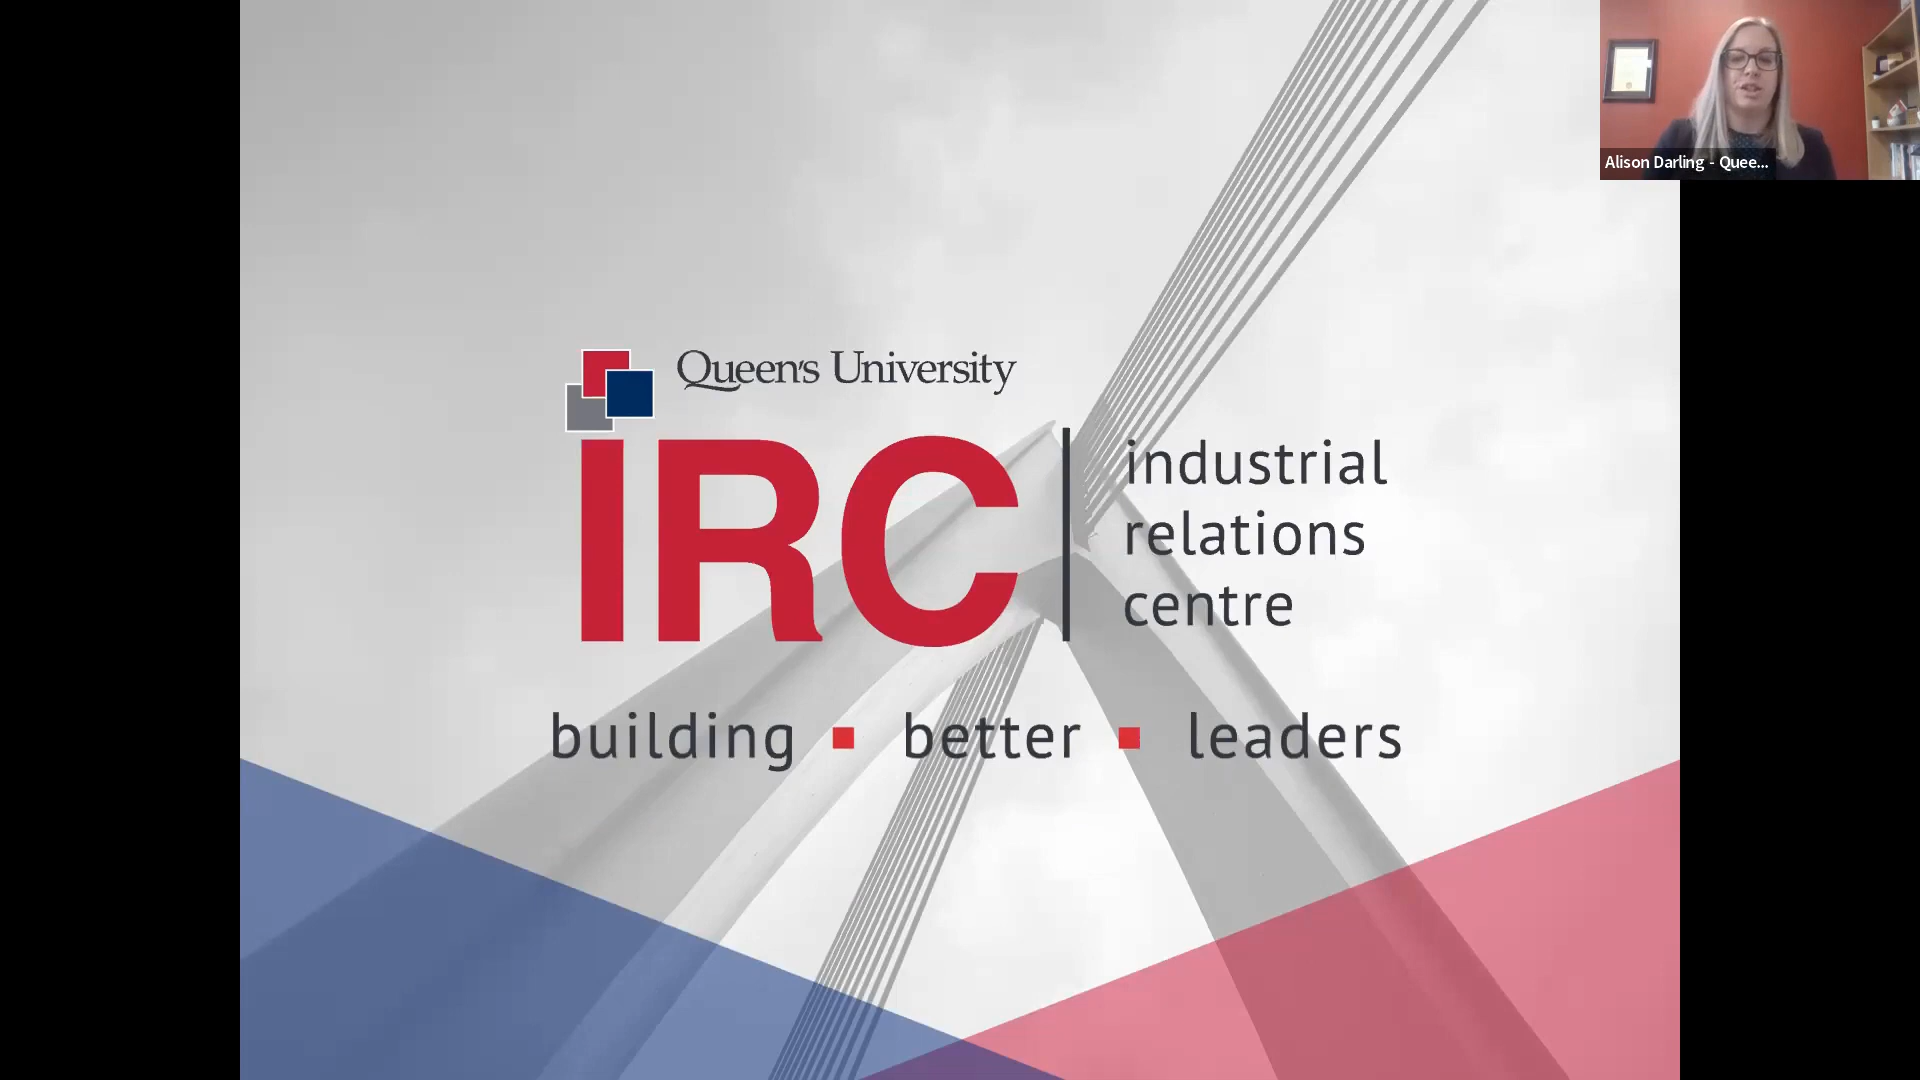 Alison Darling - Quee...
Queen's University
IRC
industrial
relations
centre
building ▪ better ▪ leaders